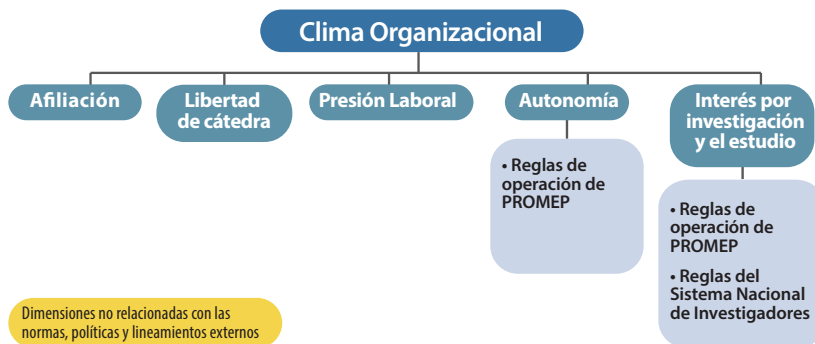 Clima Organizacional
Afiliación
Libertad
de cátedra
Presión Laboral
Autonomía
Interés por
investigación
y el estudio
• Reglas de
operación de
PROMEP
• Reglas de
operación de
PROMEP
• Reglas del
Sistema Nacional
de Investigadores
Dimensiones no relacionadas con las
normas, políticas y lineamientos externos